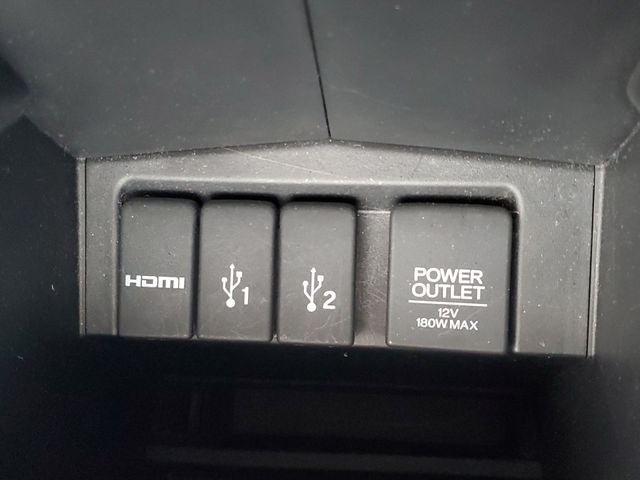 HDMI
1
2
POWER
OUTLET
12V
180W MAX